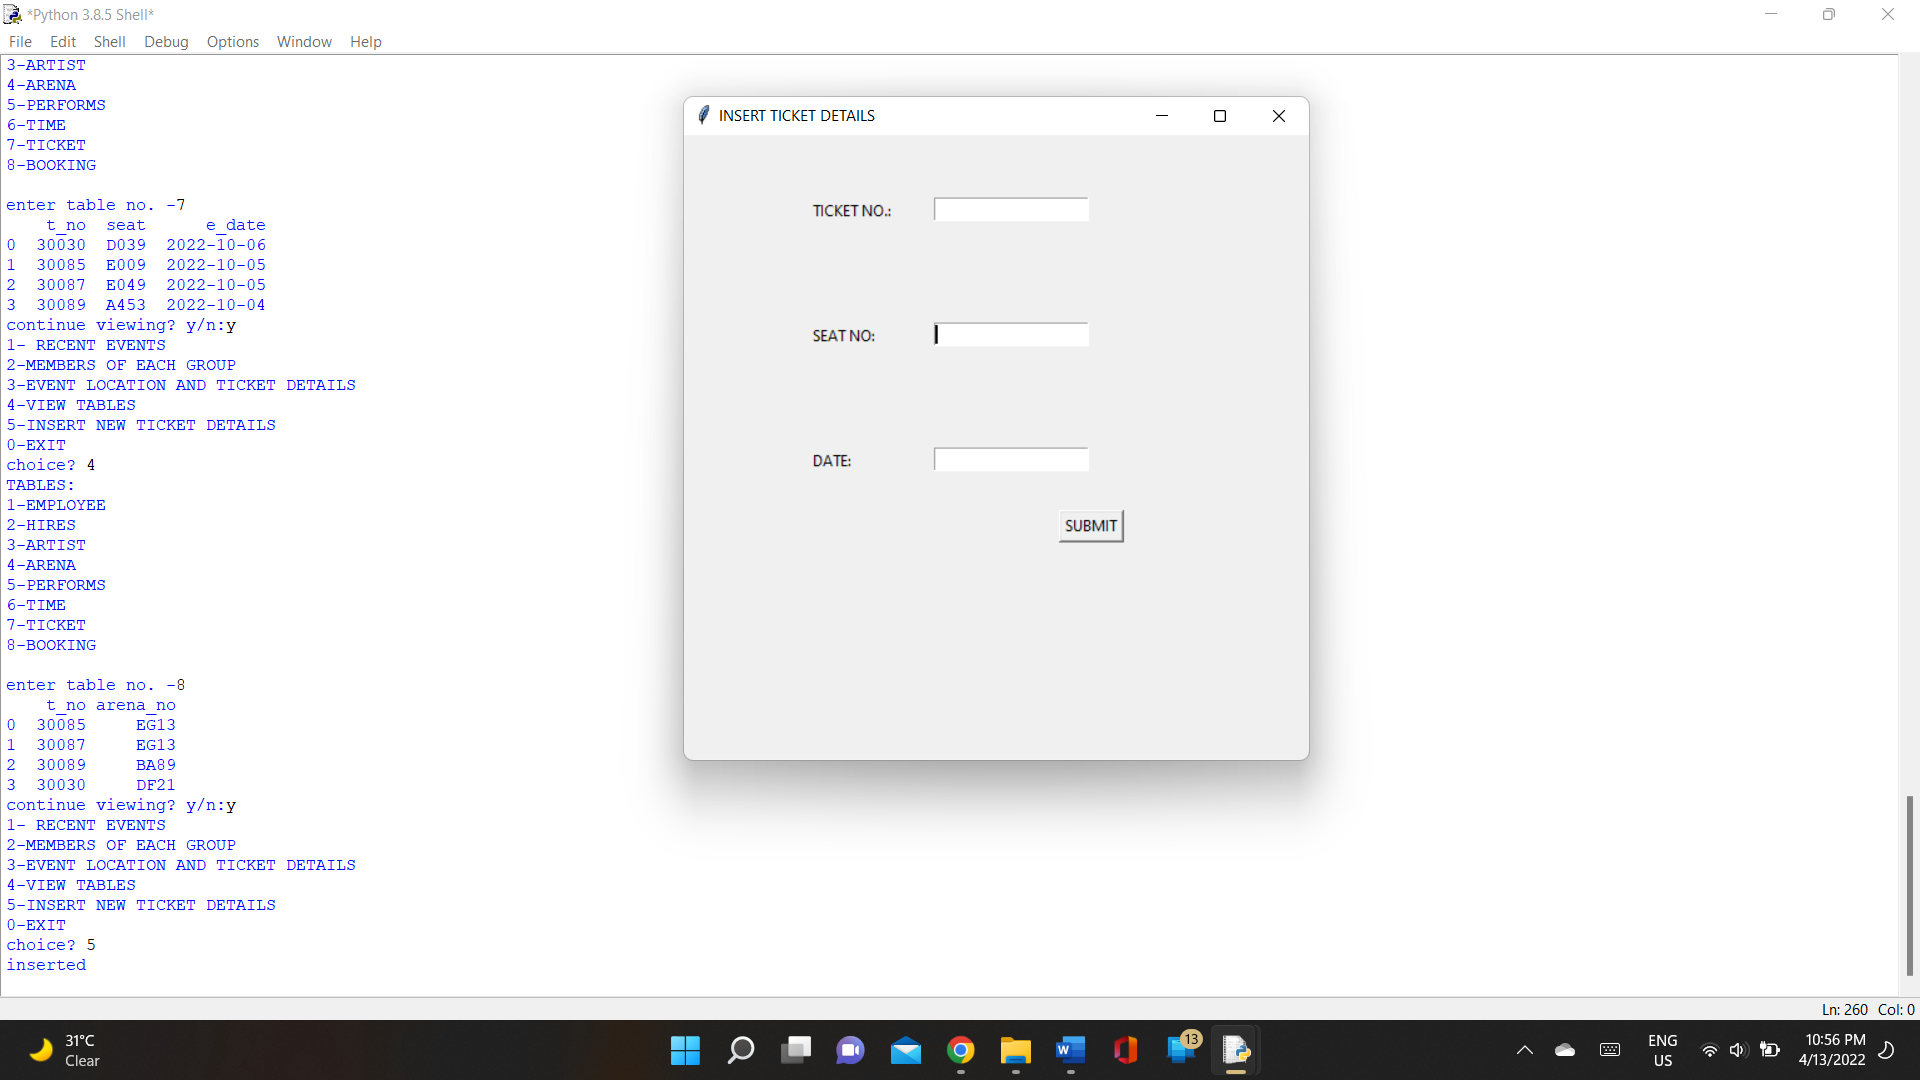 *Python 3.8.5 Shell*
File Edit Shell Debug Options Window Help
3-ARTIST
4-ARENA
5-PERFORMS
6-TIME
7-TICKET
8-BOOKING
enter table no. -7
t_no seat e_date
0 30030 D039 2022-10-06
1 30085 E009 2022-10-05
2 30087 E049 2022-10-05
3 30089 A453 2022-10-04
continue viewing? y/n:y
1- RECENT EVENTS
2-MEMBERS OF EACH GROUP
3-EVENT LOCATION AND TICKET DETAILS
4-VIEW TABLES
5-INSERT NEW TICKET DETAILS
0-EXIT
choice? 4
TABLES:
1-EMPLOYEE
2-HIRES
3-ARTIST
4-ARENA
5-PERFORMS
6-TIME
7-TICKET
8-BOOKING
enter table no. -8
t_no arena_no
0 30085 EG13
1 30087 EG13
2 30089 BA89
3 30030 DF21
continue viewing? y/n:y
1- RECENT EVENTS
2-MEMBERS OF EACH GROUP
3-EVENT LOCATION AND TICKET DETAILS
4-VIEW TABLES
5-INSERT NEW TICKET DETAILS
0-EXIT
choice? 5
inserted
INSERT TICKET DETAILS
TICKET NO.:
SEAT NO:
DATE:
SUBMIT
Ln: 260 Col: 0
31°C
Clear
W
13
ENG
US
10:56 PM
4/13/2022